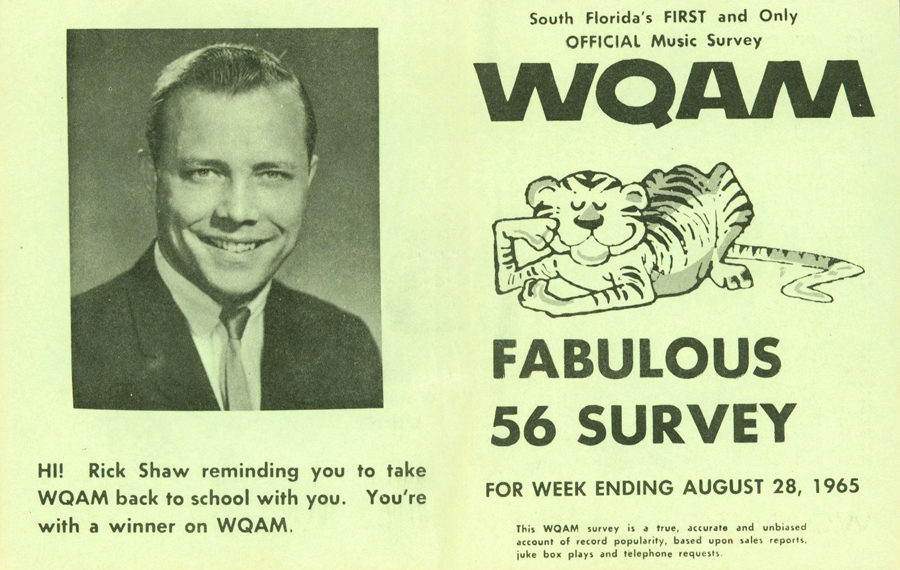 HI! Rick Shaw reminding you to take
WQAM back to school with you. You're
with a winner on WQAM.
South Florida's FIRST and Only
OFFICIAL Music Survey
WQAM
FABULOUS
56 SURVEY
FOR WEEK ENDING AUGUST 28, 1965
This WQAM survey is a true, accurate and unbiased
account of record popularity, based upon sales reports,
juke box plays and telephone requests.